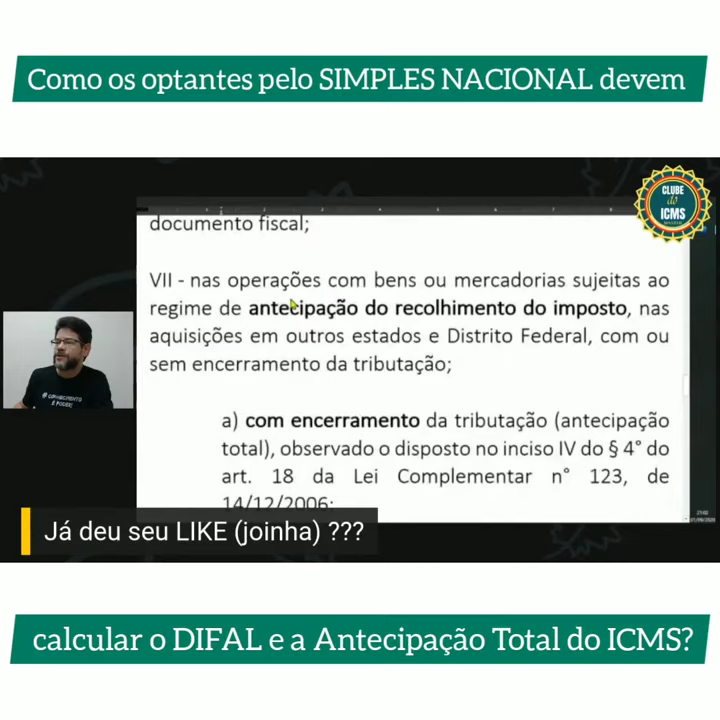 Como os optantes pelo SIMPLES NACIONAL devem
CLUBE
do
ICMS
documento fiscal;
VII - nas operações com bens ou mercadorias sujeitas ao
regime de antecipação do recolhimento do imposto, nas
aquisições em outros estados e Distrito Federal, com ou
sem encerramento da tributação;
a) com encerramento da tributação (antecipação
total), observado o disposto no inciso IV do § 4° do
art. 18 da Lei Complementar n° 123, de
14/12/2006;
CONHECIMENTO
É PODER!
Já deu seu LIKE (joinha) ???
calcular o DIFAL e a Antecipação Total do ICMS?